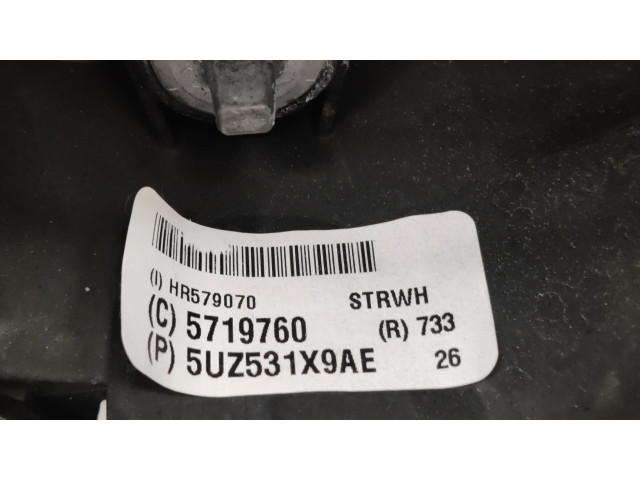 (I) HR579070 STRWH
(C) 5719760 (R) 733
(P) 5UZ531X9AE 26